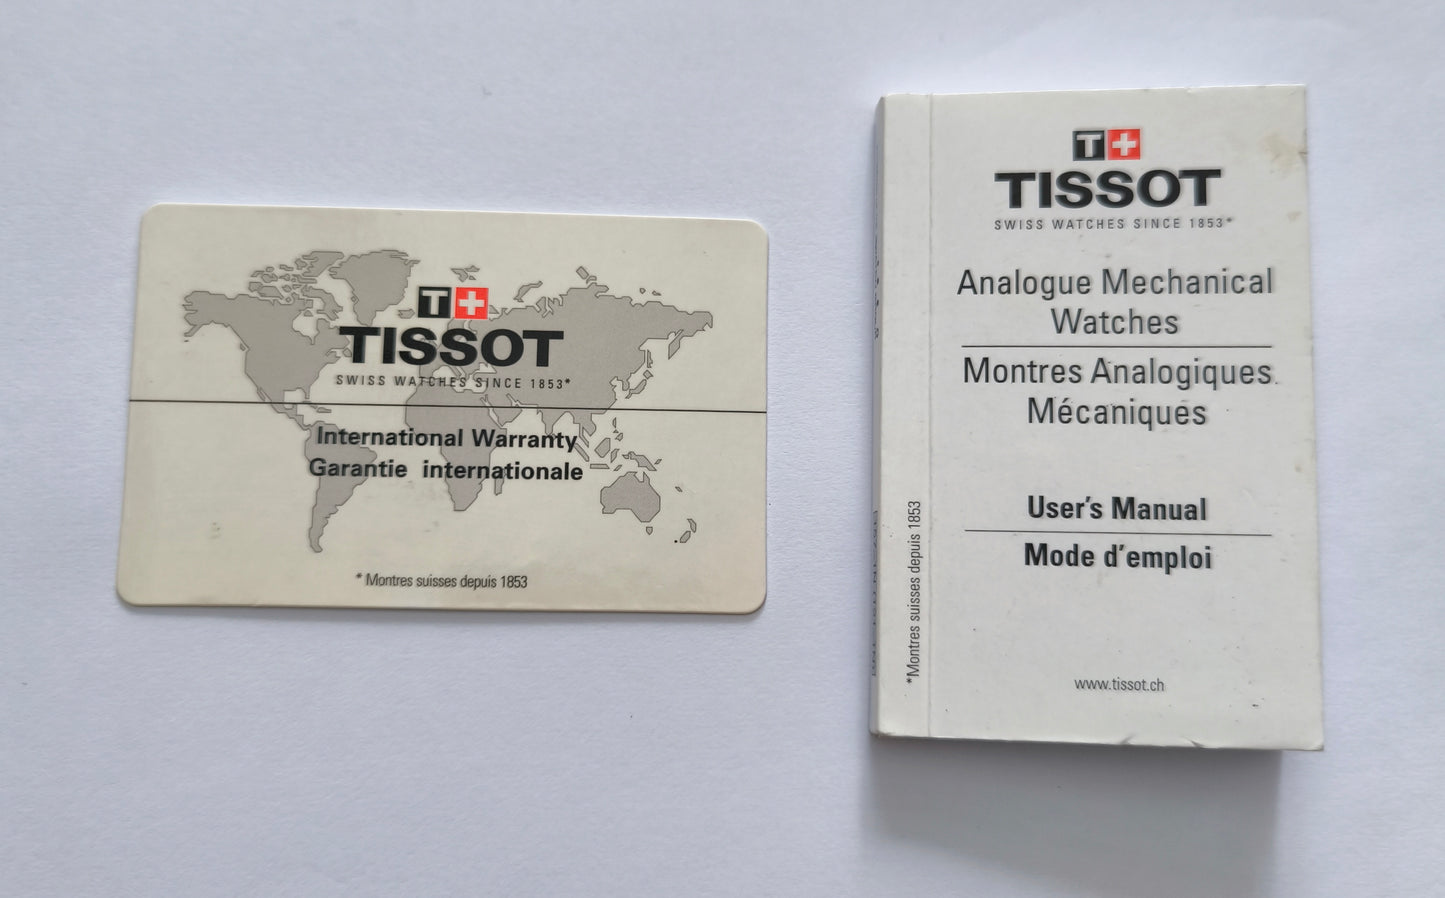 T+
TISSOT
SWISS WATCHES SINCE 1853*
International Warranty
Garantie internationale
* Montres suisses depuis 1853
T+
TISSOT
SWISS WATCHES SINCE 1853*
Analogue Mechanical
Watches
Montres Analogiques
Mécaniques
User's Manual
Mode d'emploi
www.tissot.ch
*Montres suisses depuis 1853